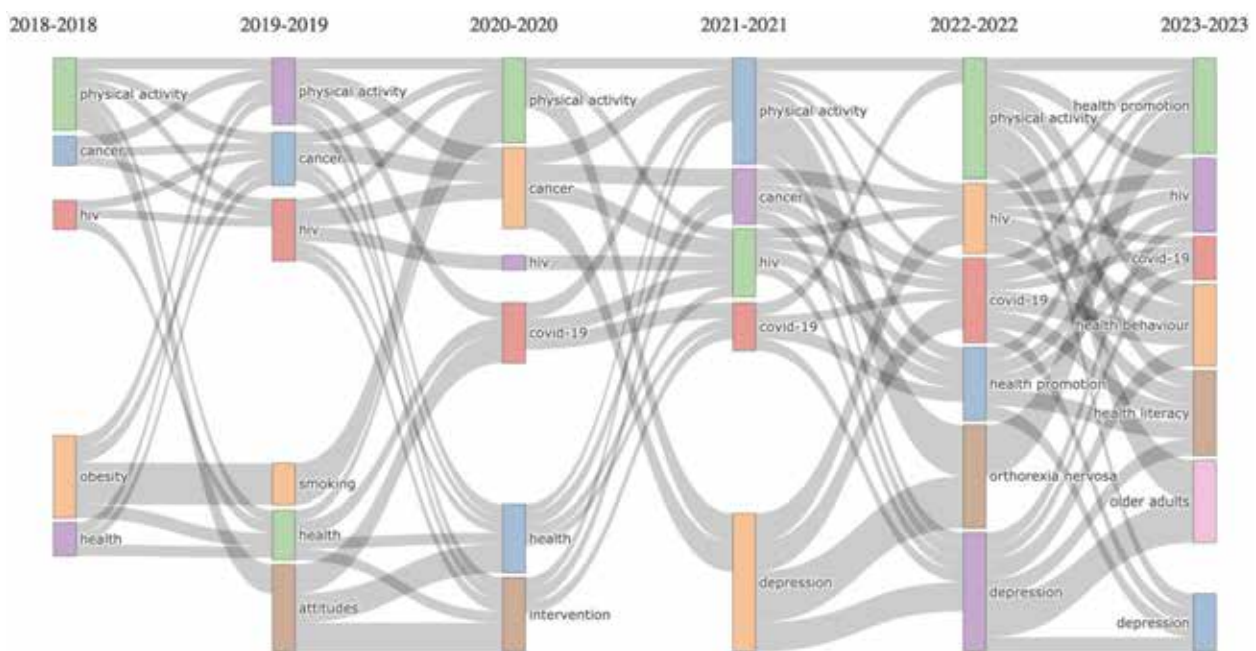 2018-2018 2019-2019 2020-2020 2021-2021 2022-2022 2023-2023
physical activity
cancer
hiv
obesity
health
physical activity
cancer
hiv
smoking
health
attitudes
physical activity
cancer
hiv
covid-19
health
intervention
physical activity
cancer
hiv
covid-19
depression
physical activity
hiv
covid-19
health promotion
orthorexia nervosa
depression
health promotion
hiv
covid-19
health behaviour
health literacy
older adults
depression